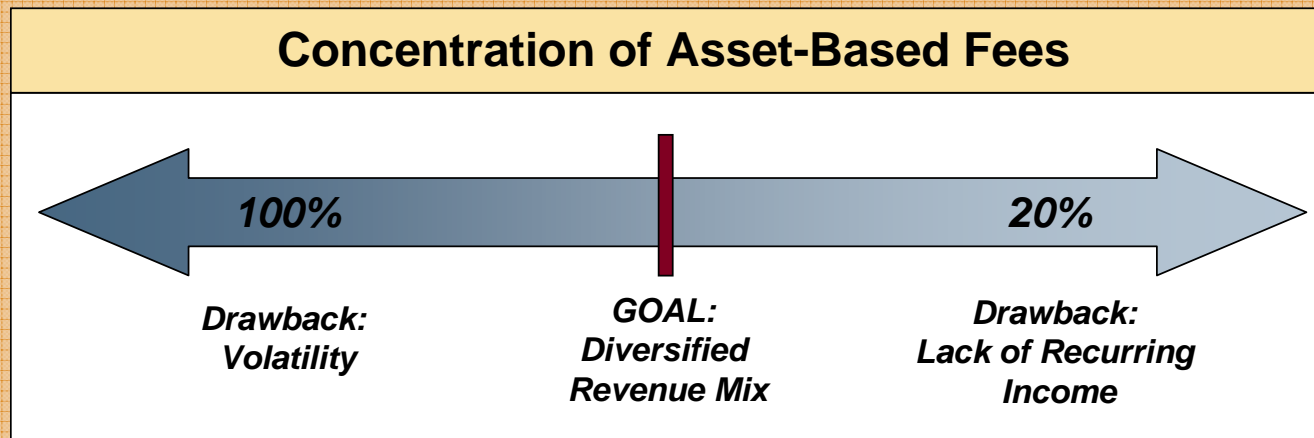 Concentration of Asset-Based Fees
100%
20%
Drawback:
Volatility
GOAL:
Diversified
Revenue Mix
Drawback:
Lack of Recurring
Income